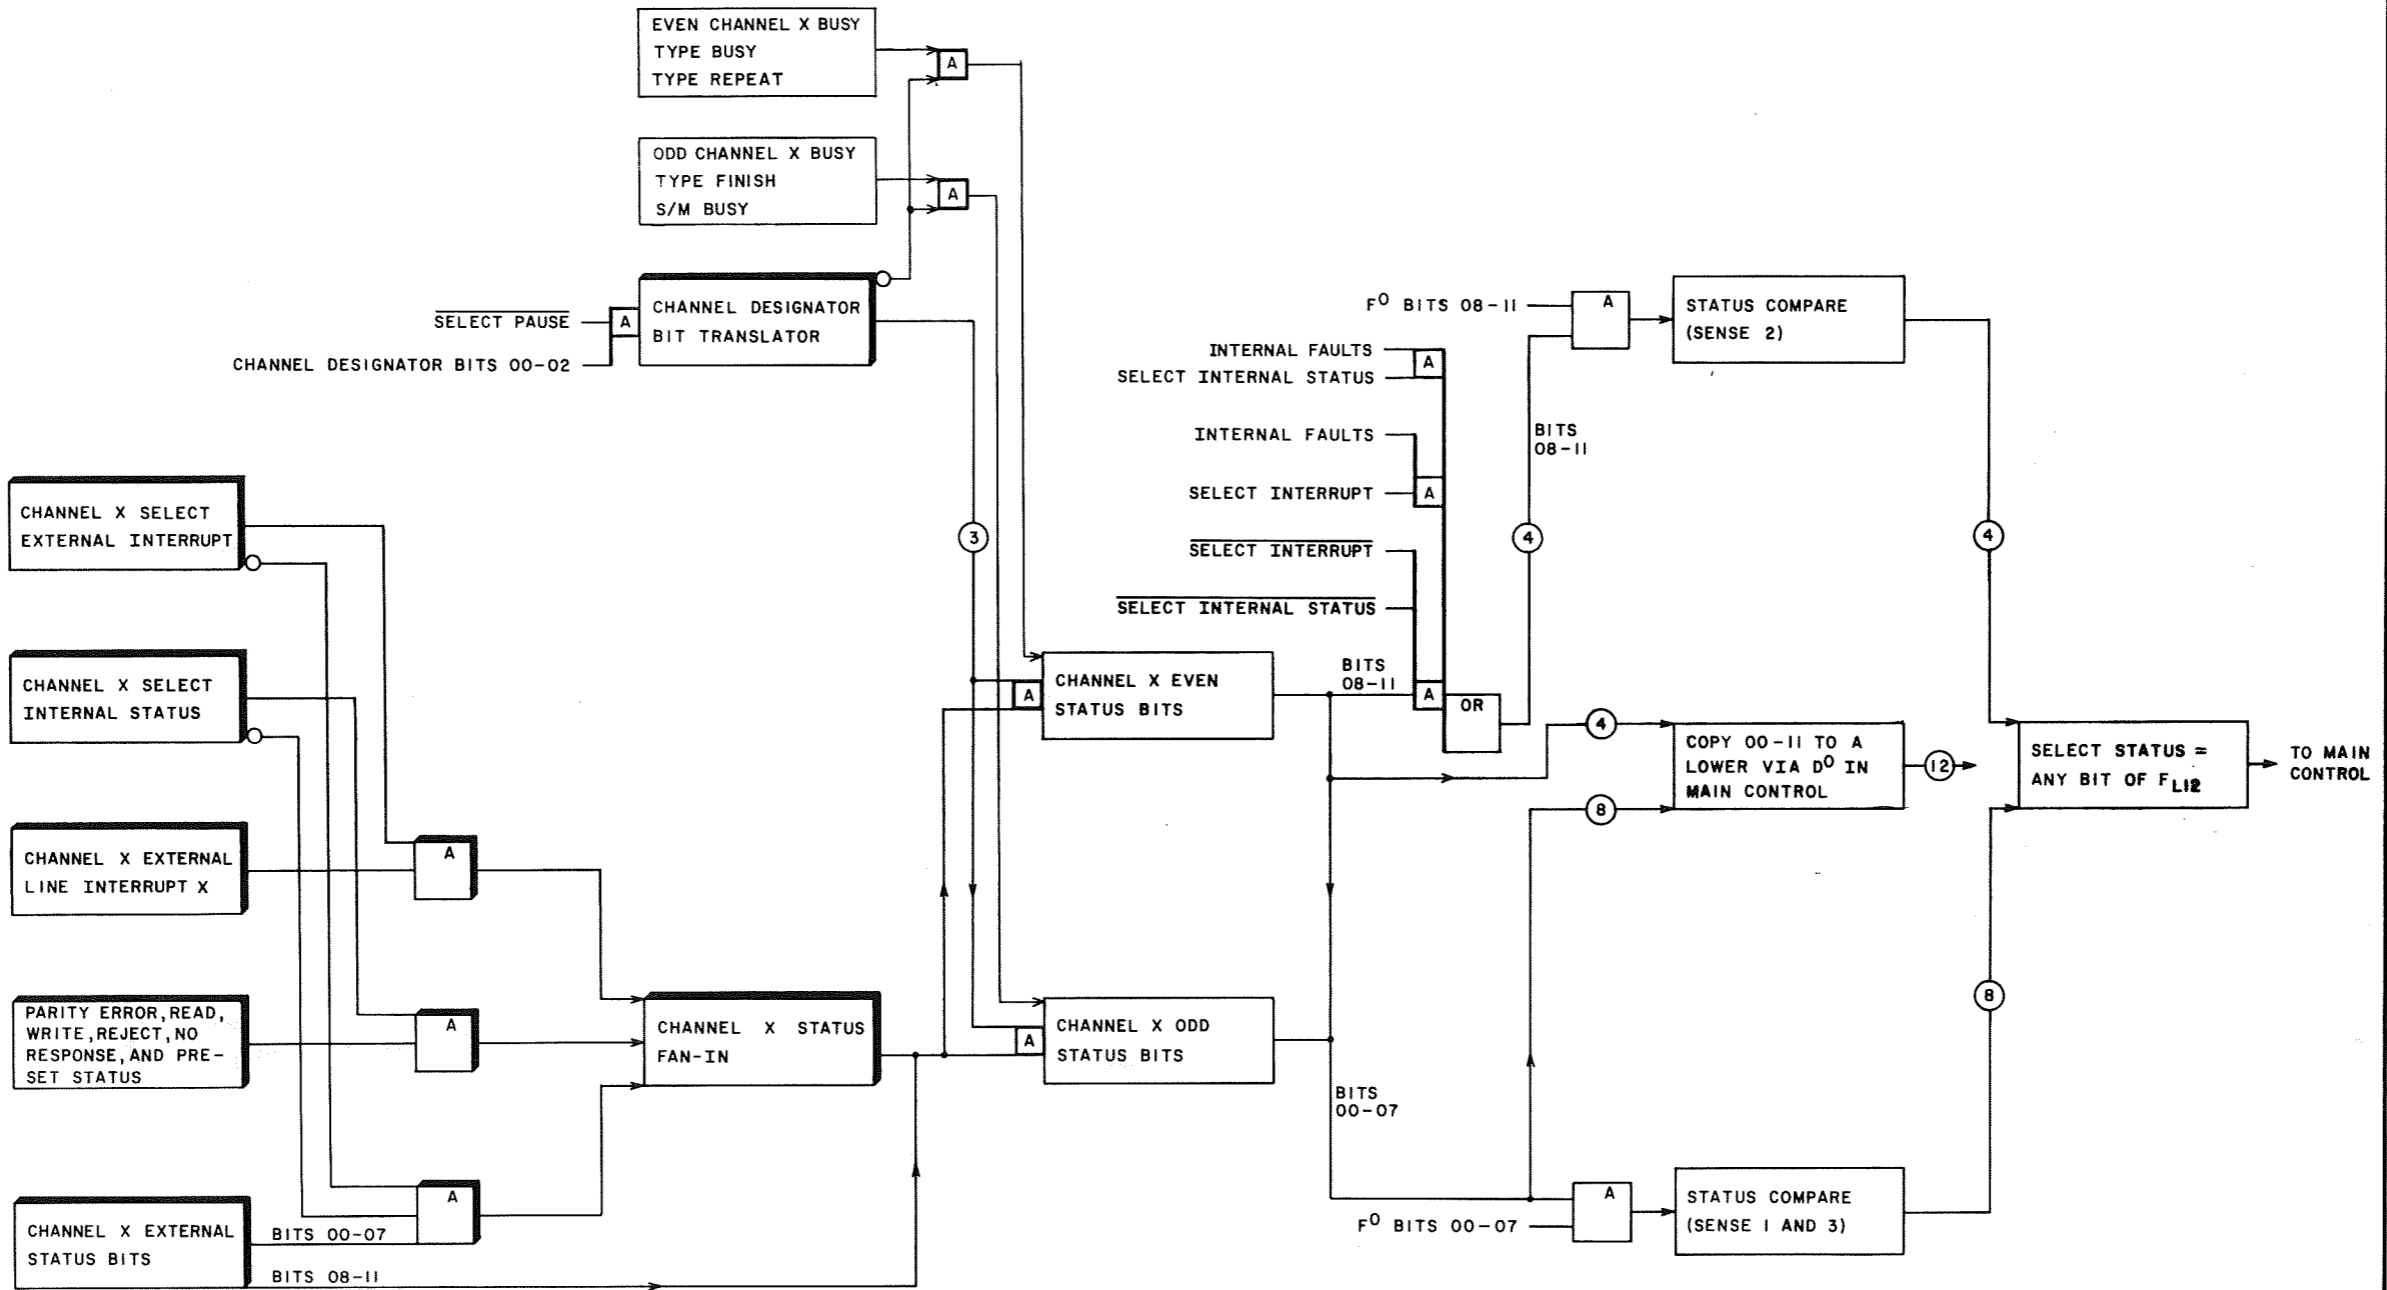 EVEN CHANNEL X BUSY
TYPE BUSY
TYPE REPEAT
A
ODD CHANNEL X BUSY
TYPE FINISH
S/M BUSY
A
SELECT PAUSE
A
CHANNEL DESIGNATOR BITS 00-02
CHANNEL DESIGNATOR
BIT TRANSLATOR
CHANNEL X SELECT
EXTERNAL INTERRUPT
CHANNEL X SELECT
INTERNAL STATUS
CHANNEL X EXTERNAL
LINE INTERRUPT X
A
PARITY ERROR, READ,
WRITE, REJECT, NO
RESPONSE, AND PRE-
SET STATUS
A
CHANNEL X EXTERNAL
STATUS BITS
BITS 00-07
BITS 08-11
A
CHANNEL X STATUS
FAN-IN
3
A
CHANNEL X EVEN
STATUS BITS
A
CHANNEL X ODD
STATUS BITS
INTERNAL FAULTS
SELECT INTERNAL STATUS
A
INTERNAL FAULTS
SELECT INTERRUPT
A
SELECT INTERRUPT
SELECT INTERNAL STATUS
BITS
08-11
A
OR
BITS
00-07
F⁰ BITS 08-11
A
BITS
08-11
4
STATUS COMPARE
(SENSE 2)
4
4
8
COPY 00-11 TO A
LOWER VIA D⁰ IN
MAIN CONTROL
12
SELECT STATUS =
ANY BIT OF F L12
TO MAIN
CONTROL
8
F⁰ BITS 00-07
A
STATUS COMPARE
(SENSE 1 AND 3)